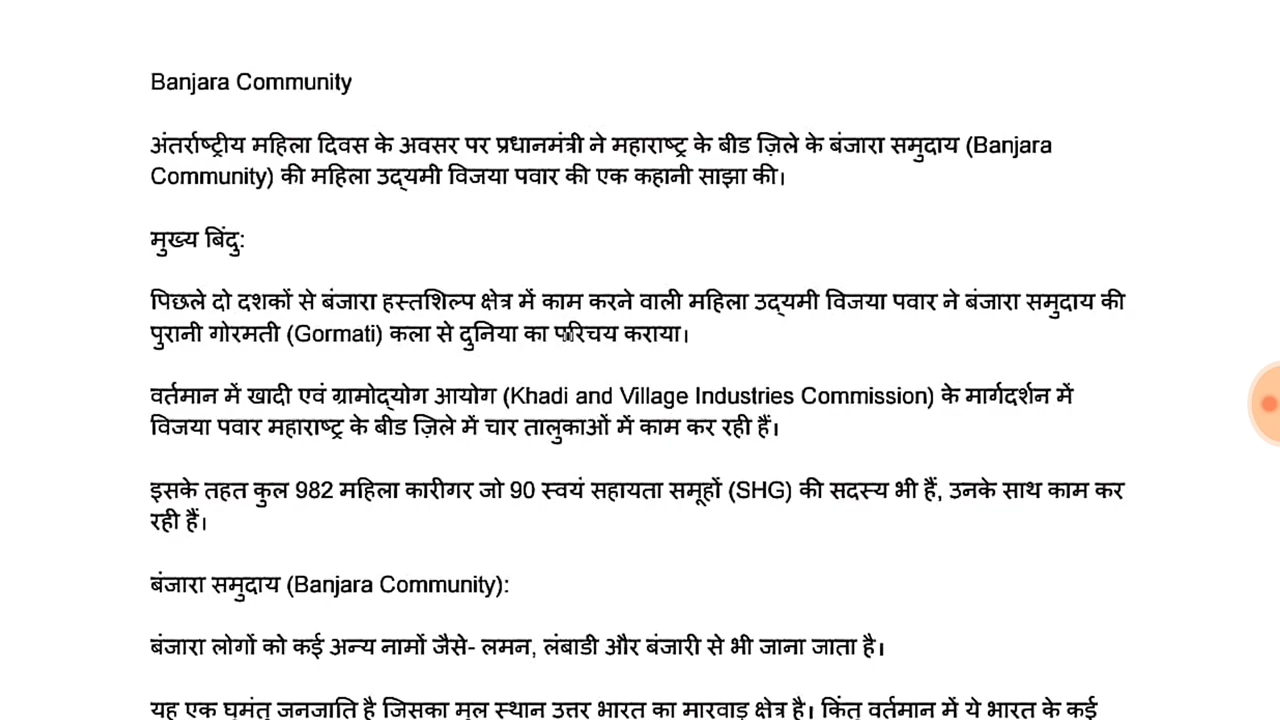 Banjara Community
अंतर्राष्ट्रीय महिला दिवस के अवसर पर प्रधानमंत्री ने महाराष्ट्र के बीड ज़िले के बंजारा समुदाय (Banjara
Community) की महिला उद्यमी विजया पवार की एक कहानी साझा की।
मुख्य बिंदु:
पिछले दो दशकों से बंजारा हस्तशिल्प क्षेत्र में काम करने वाली महिला उद्यमी विजया पवार ने बंजारा समुदाय की
पुरानी गोरमती (Gormati) कला से दुनिया का परिचय कराया।
वर्तमान में खादी एवं ग्रामोद्योग आयोग (Khadi and Village Industries Commission) के मार्गदर्शन में
विजया पवार महाराष्ट्र के बीड ज़िले में चार तालुकाओं में काम कर रही हैं।
इसके तहत कुल 982 महिला कारीगर जो 90 स्वयं सहायता समूहों (SHG) की सदस्य भी हैं, उनके साथ काम कर
रही हैं।
बंजारा समुदाय (Banjara Community):
बंजारा लोगों को कई अन्य नामों जैसे- लमन, लंबाडी और बंजारी से भी जाना जाता है।
यह एक घुमंतू जनजाति है जिसका मूल स्थान उत्तर भारत का मारवाड़ क्षेत्र है। किंतु वर्तमान में ये भारत के कई